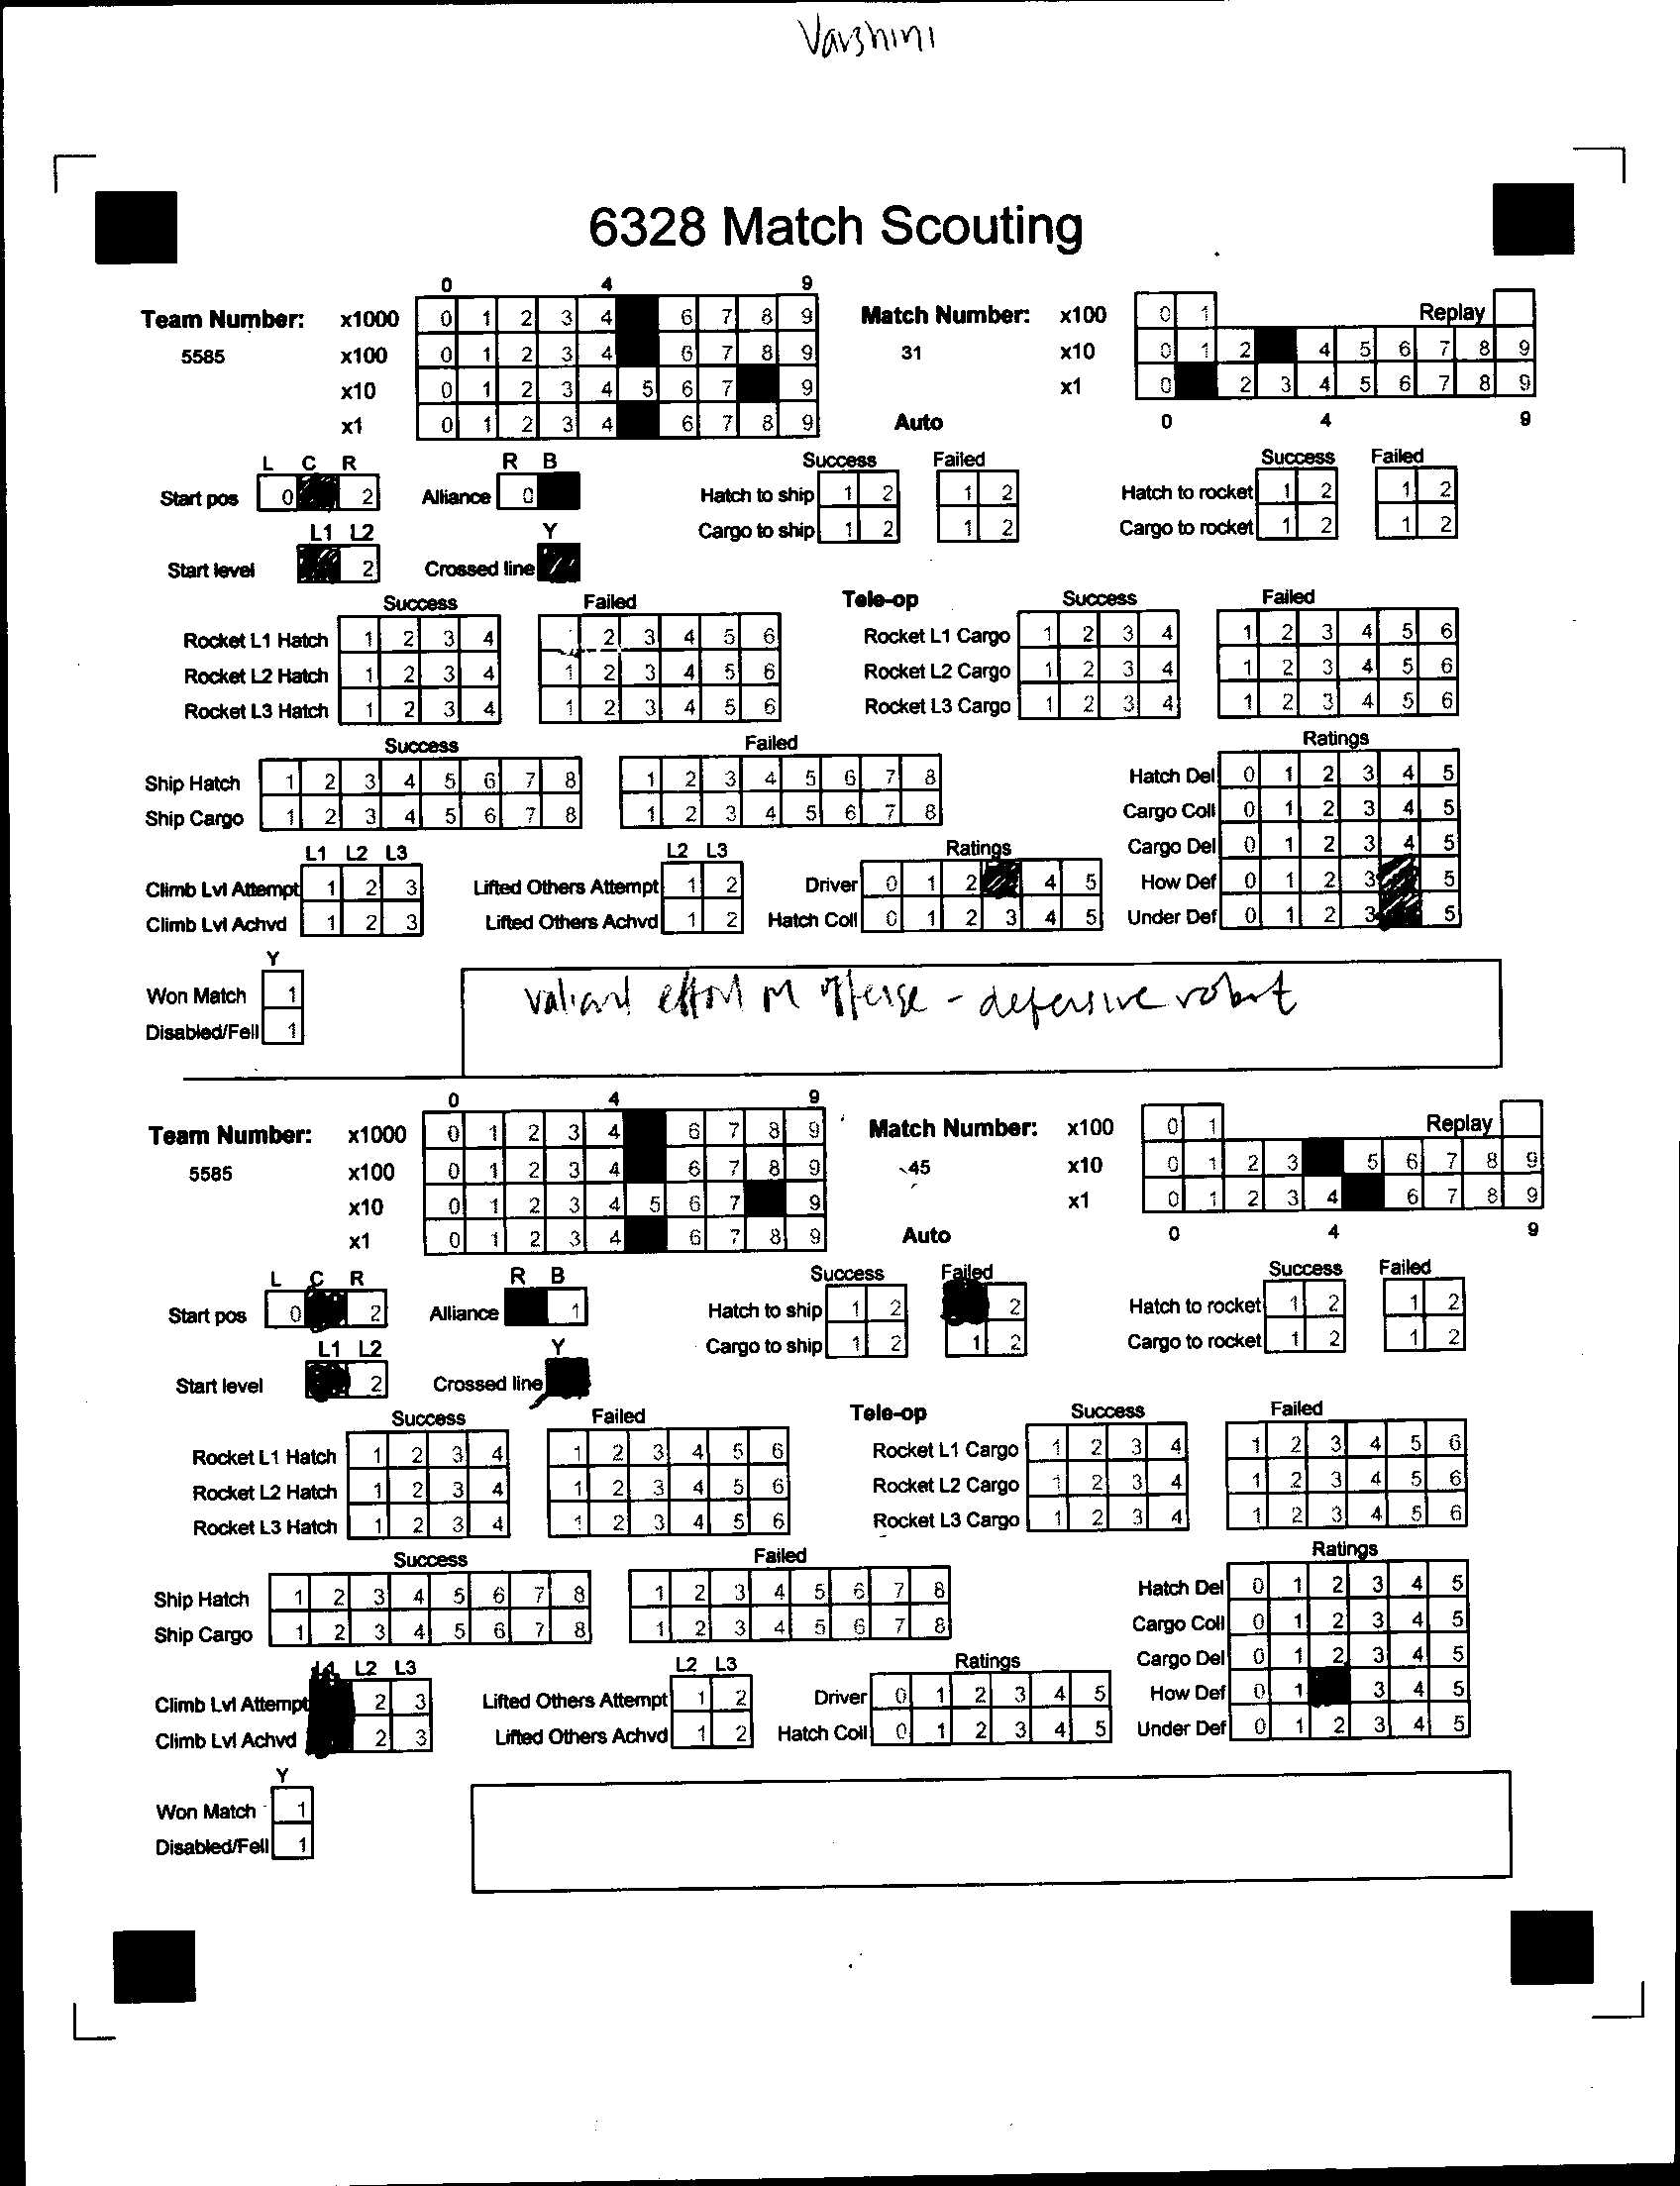 Varshini
6328 Match Scouting
0 4 9
Team Number: x1000 0 1 2 3 4 6 7 8 9 Match Number: x100 0 1 Replay
5585 x100 0 1 2 3 4 6 7 8 9 31 x10 0 1 2 4 5 6 7 8 9
x10 0 1 2 3 4 5 6 7 9 x1 0 2 3 4 5 6 7 8 9
x1 0 1 2 3 4 6 7 8 9 Auto 0 4 9
L C R R B Success Failed Success Failed
Start pos 0 2 Alliance 0 Hatch to ship 1 2 1 2 Hatch to rocket 1 2 1 2
L1 L2 Y Cargo to ship 1 2 1 2 Cargo to rocket 1 2 1 2
Start level 2 Crossed line
Success Failed Tele-op Success Failed
Rocket L1 Hatch 1 2 3 4 2 3 4 5 6 Rocket L1 Cargo 1 2 3 4 1 2 3 4 5 6
Rocket L2 Hatch 1 2 3 4 1 2 3 4 5 6 Rocket L2 Cargo 1 2 3 4 1 2 3 4 5 6
Rocket L3 Hatch 1 2 3 4 1 2 3 4 5 6 Rocket L3 Cargo 1 2 3 4 1 2 3 4 5 6
Success Failed Ratings
Ship Hatch 1 2 3 4 5 6 7 8 1 2 3 4 5 6 7 8 Hatch Del 0 1 2 3 4 5
Ship Cargo 1 2 3 4 5 6 7 8 1 2 3 4 5 6 7 8 Cargo Coll 0 1 2 3 4 5
L1 L2 L3 L2 L3 Ratings Cargo Del 0 1 2 3 4 5
Climb Lvl Attempt 1 2 3 Lifted Others Attempt 1 2 Driver 0 1 2 4 5 How Def 0 1 2 3 5
Climb Lvl Achvd 1 2 3 Lifted Others Achvd 1 2 Hatch Coll 0 1 2 3 4 5 Under Def 0 1 2 3 5
Y
Won Match 1 valiant effort on offense - defensive robot
Disabled/Fell 1
0 4 9
Team Number: x1000 0 1 2 3 4 6 7 8 9 Match Number: x100 0 1 Replay
5585 x100 0 1 2 3 4 6 7 8 9 45 x10 0 1 2 3 5 6 7 8 9
x10 0 1 2 3 4 5 6 7 9 x1 0 1 2 3 4 6 7 8 9
x1 0 1 2 3 4 6 7 8 9 Auto 0 4 9
L C R R B Success Failed Success Failed
Start pos 0 2 Alliance 1 Hatch to ship 1 2 2 Hatch to rocket 1 2 1 2
L1 L2 Y Cargo to ship 1 2 1 2 Cargo to rocket 1 2 1 2
Start level 2 Crossed line
Success Failed Tele-op Success Failed
Rocket L1 Hatch 1 2 3 4 1 2 3 4 5 6 Rocket L1 Cargo 1 2 3 4 1 2 3 4 5 6
Rocket L2 Hatch 1 2 3 4 1 2 3 4 5 6 Rocket L2 Cargo 1 2 3 4 1 2 3 4 5 6
Rocket L3 Hatch 1 2 3 4 1 2 3 4 5 6 Rocket L3 Cargo 1 2 3 4 1 2 3 4 5 6
Success Failed Ratings
Ship Hatch 1 2 3 4 5 6 7 8 1 2 3 4 5 6 7 8 Hatch Del 0 1 2 3 4 5
Ship Cargo 1 2 3 4 5 6 7 8 1 2 3 4 5 6 7 8 Cargo Coll 0 1 2 3 4 5
L1 L2 L3 L2 L3 Ratings Cargo Del 0 1 2 3 4 5
Climb Lvl Attempt 2 3 Lifted Others Attempt 1 2 Driver 0 1 2 3 4 5 How Def 0 1 3 4 5
Climb Lvl Achvd 2 3 Lifted Others Achvd 1 2 Hatch Coll 0 1 2 3 4 5 Under Def 0 1 2 3 4 5
Y
Won Match 1
Disabled/Fell 1